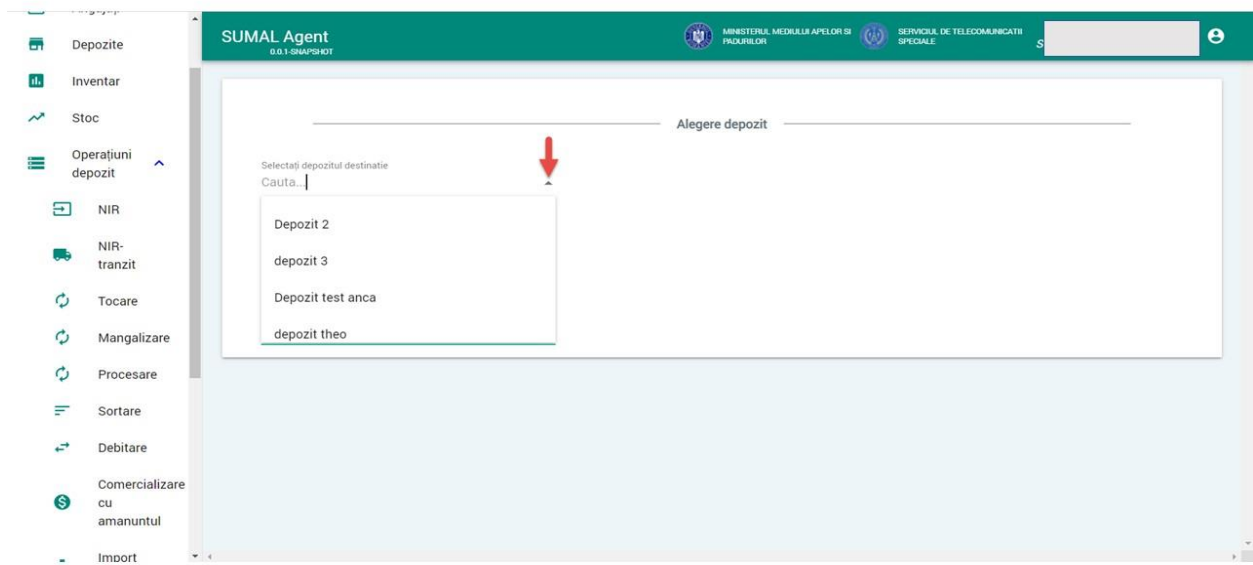 Angajați
Depozite
Inventar
Stoc
Operațiuni
depozit
NIR
NIR-
tranzit
Tocare
Mangalizare
Procesare
Sortare
Debitare
Comercializare
cu
amanuntul
Import
SUMAL Agent
0.0.1-SNAPSHOT
MINISTERUL MEDIULUI APELOR SI
PADURILOR
SERVICIUL DE TELECOMUNICATII
SPECIALE
S
Alegere depozit
Selectați depozitul destinatie
Cauta...
Depozit 2
depozit 3
Depozit test anca
depozit theo